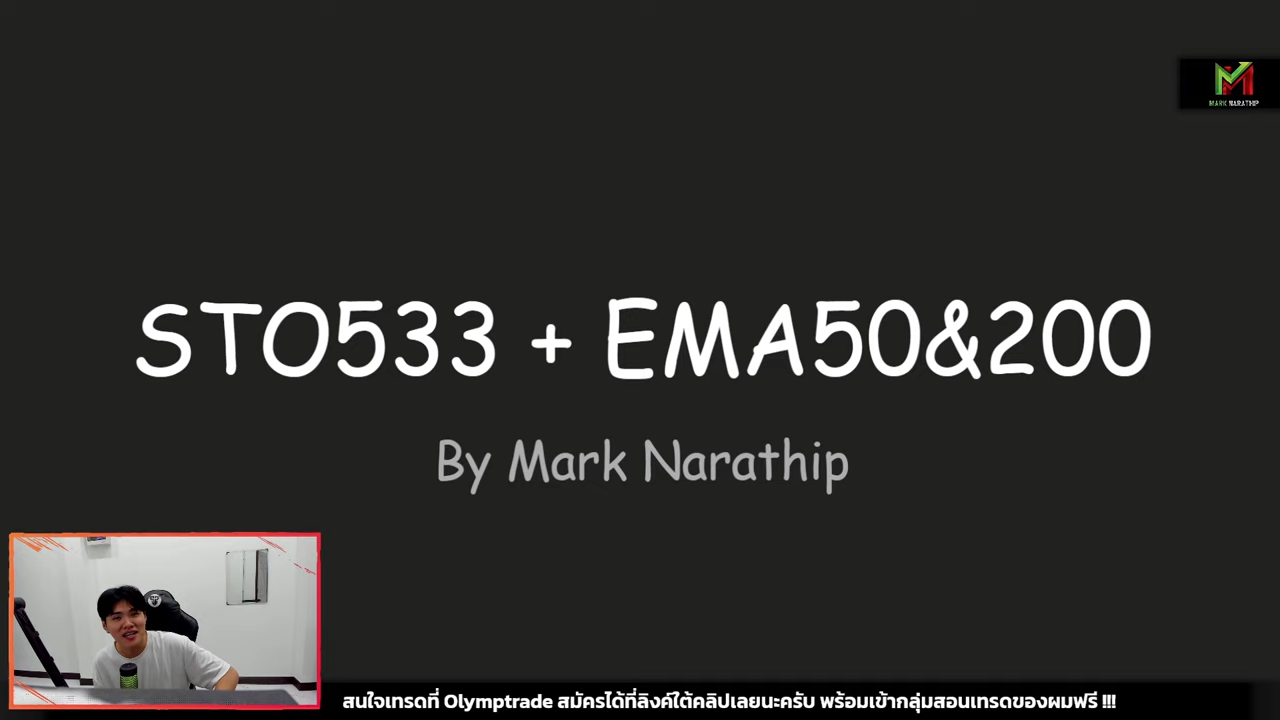 MARK NARATHIP
STO533 + EMA50&200
By Mark Narathip
สนใจเทรดที่ Olymptrade สมัครได้ที่ลิงค์ใต้คลิปเลยนะครับ พร้อมเข้ากลุ่มสอนเทรดของผมฟรี !!!